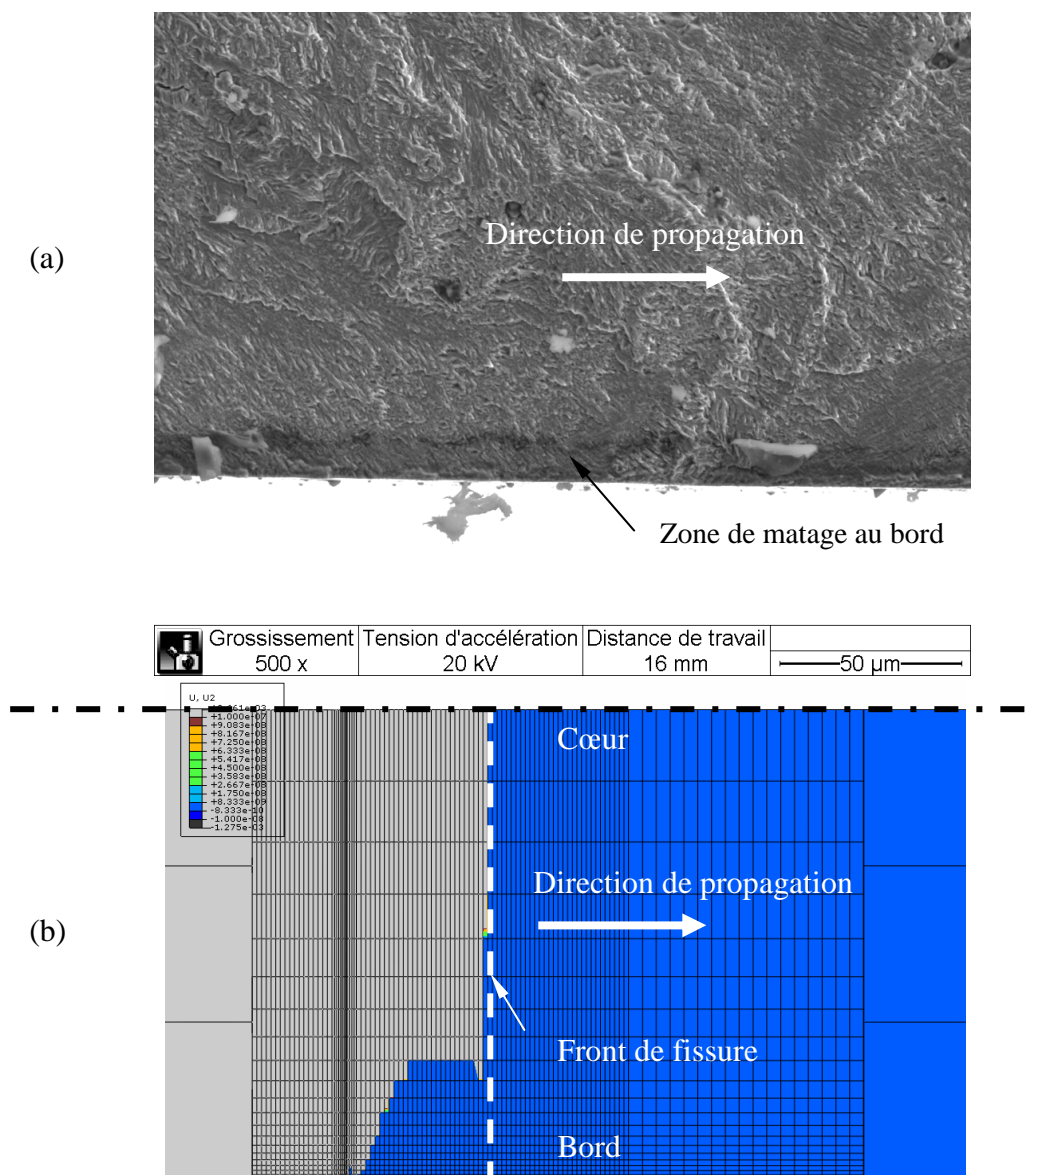 (a)
Direction de propagation
Zone de matage au bord
Grossissement Tension d'accélération Distance de travail
500 x 20 kV 16 mm 50 µm
U, U2
+1.000e-07
+9.083e-08
+8.167e-08
+7.250e-08
+6.333e-08
+5.417e-08
+4.500e-08
+3.583e-08
+2.667e-08
+1.750e-08
+8.333e-09
-8.333e-10
-1.000e-08
-1.275e-03
Cœur
Direction de propagation
(b)
Front de fissure
Bord